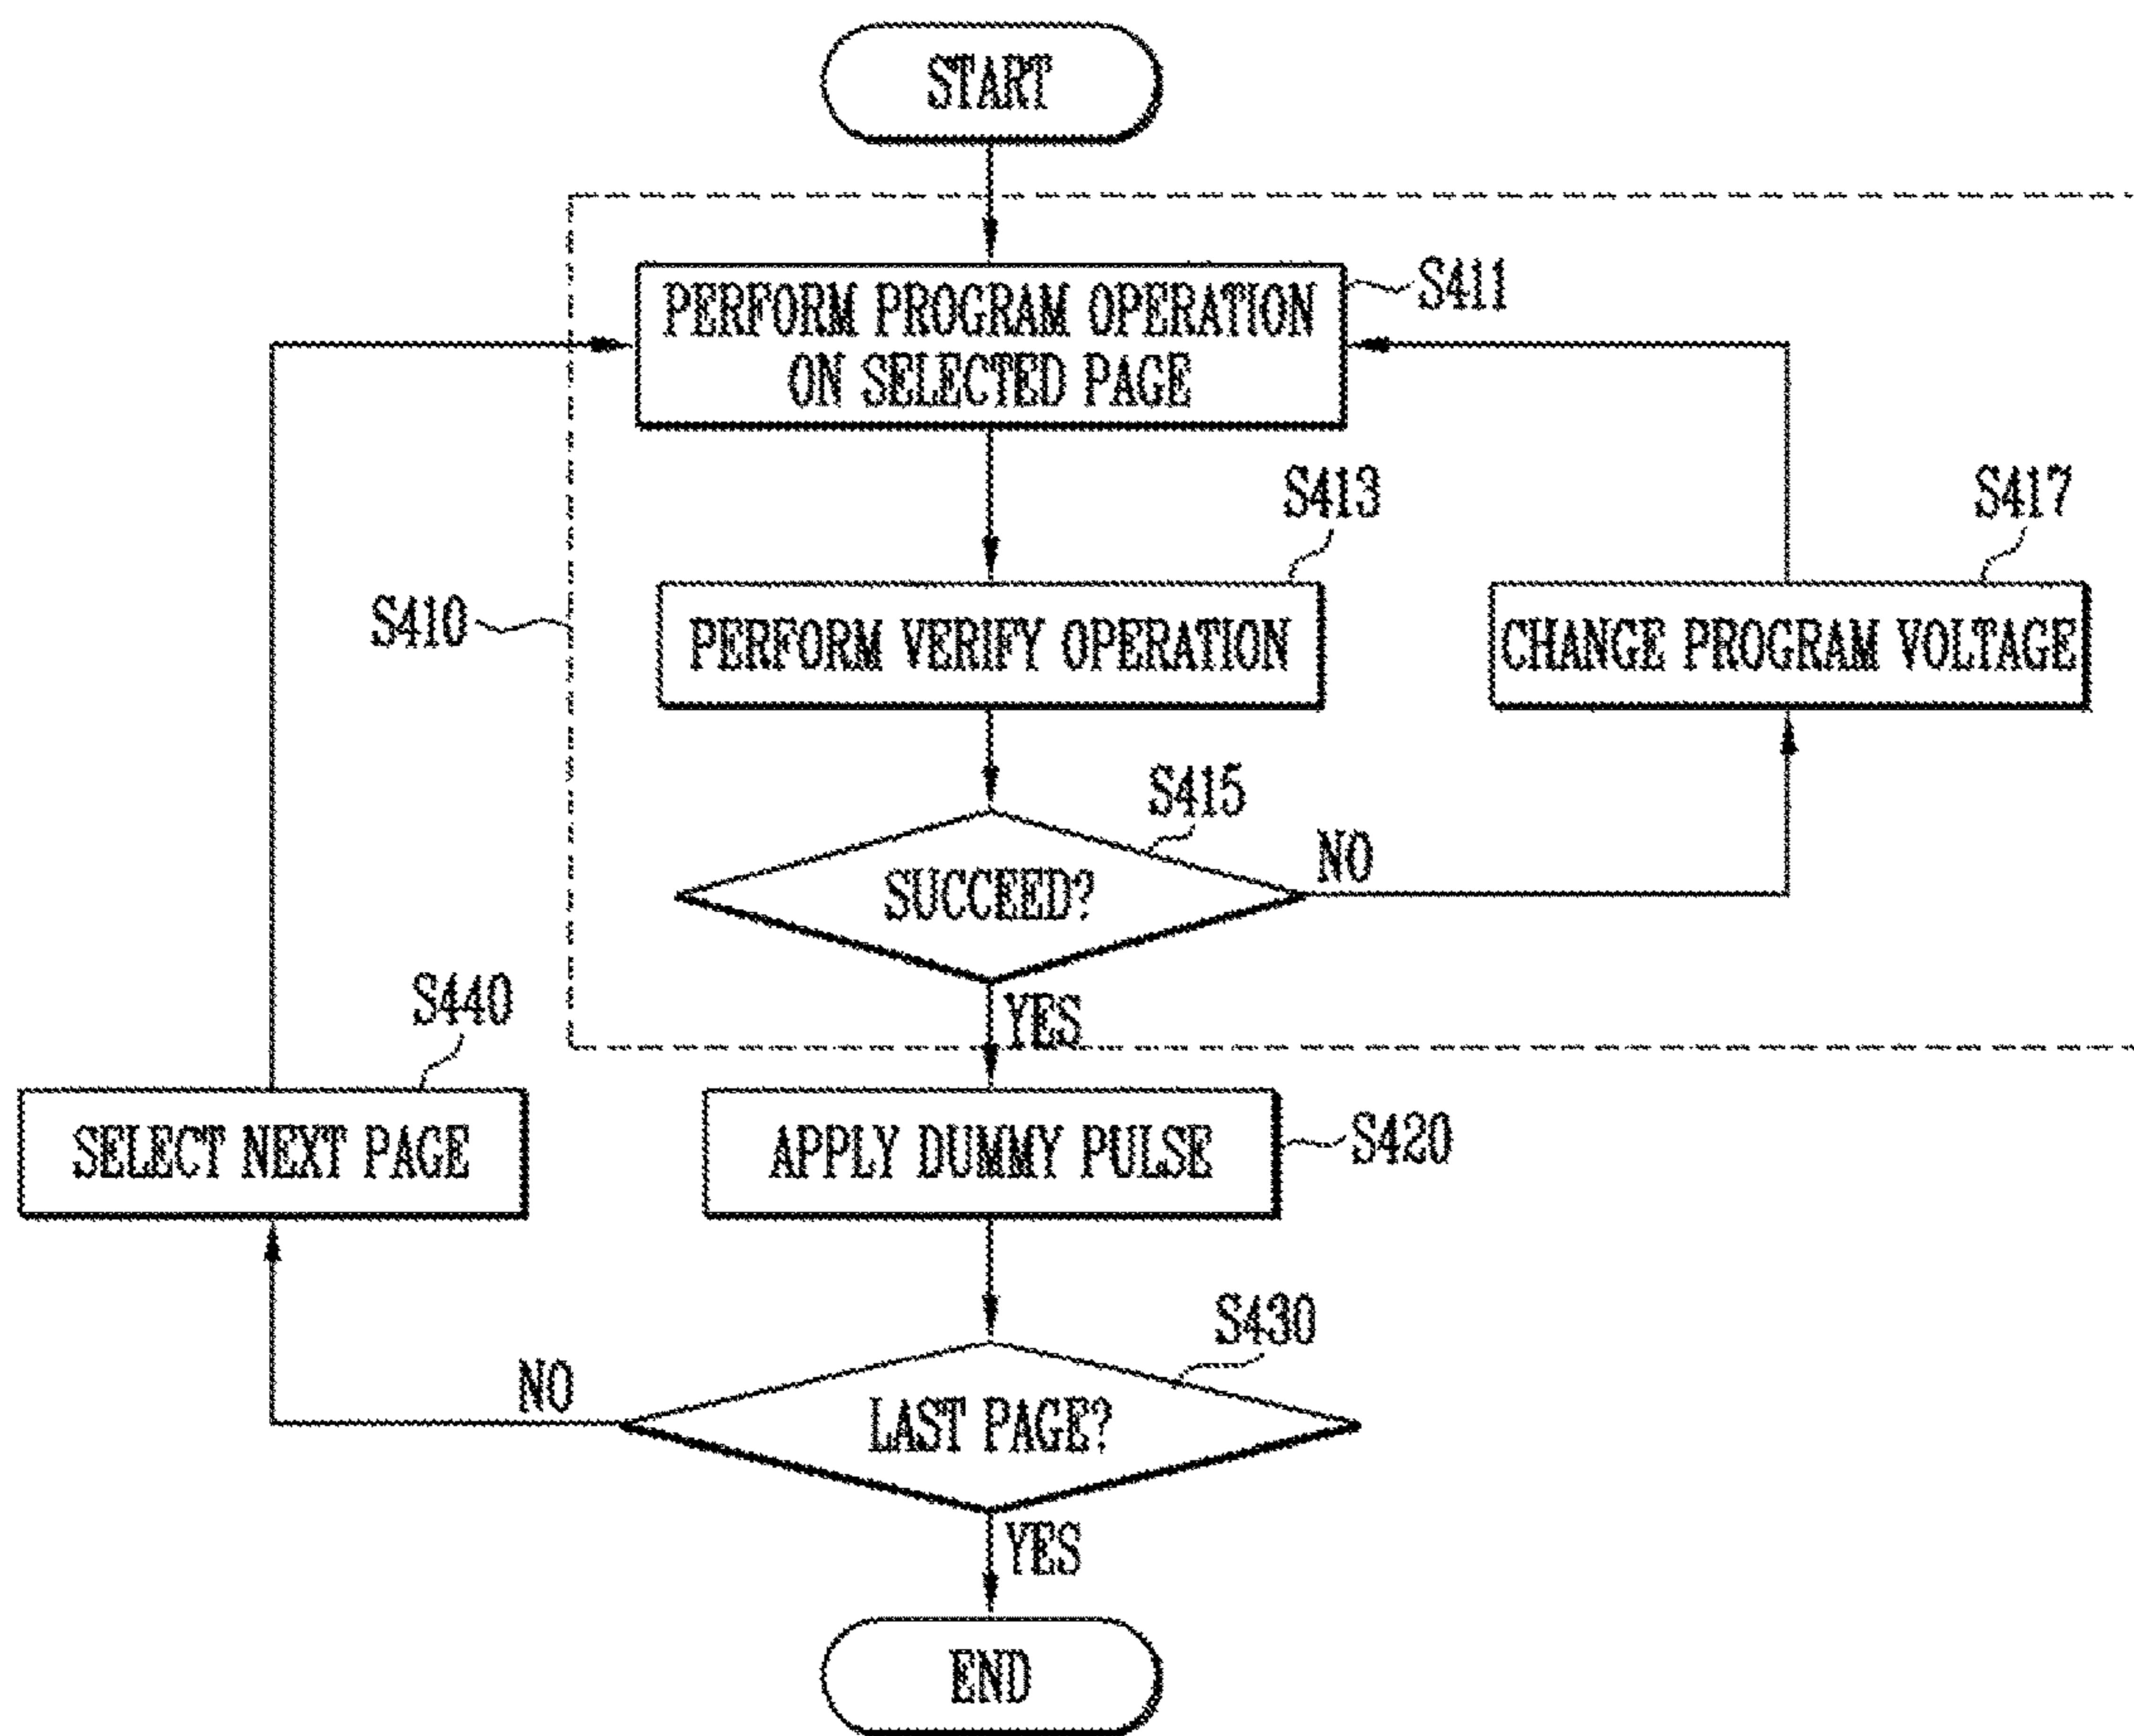 START
S411
PERFORM PROGRAM OPERATION
ON SELECTED PAGE
S413
S417
S410
PERFORM VERIFY OPERATION
CHANGE PROGRAM VOLTAGE
S415
SUCCEED?
NO
YES
S440
SELECT NEXT PAGE
APPLY DUMMY PULSE
S420
S430
NO
LAST PAGE?
YES
END